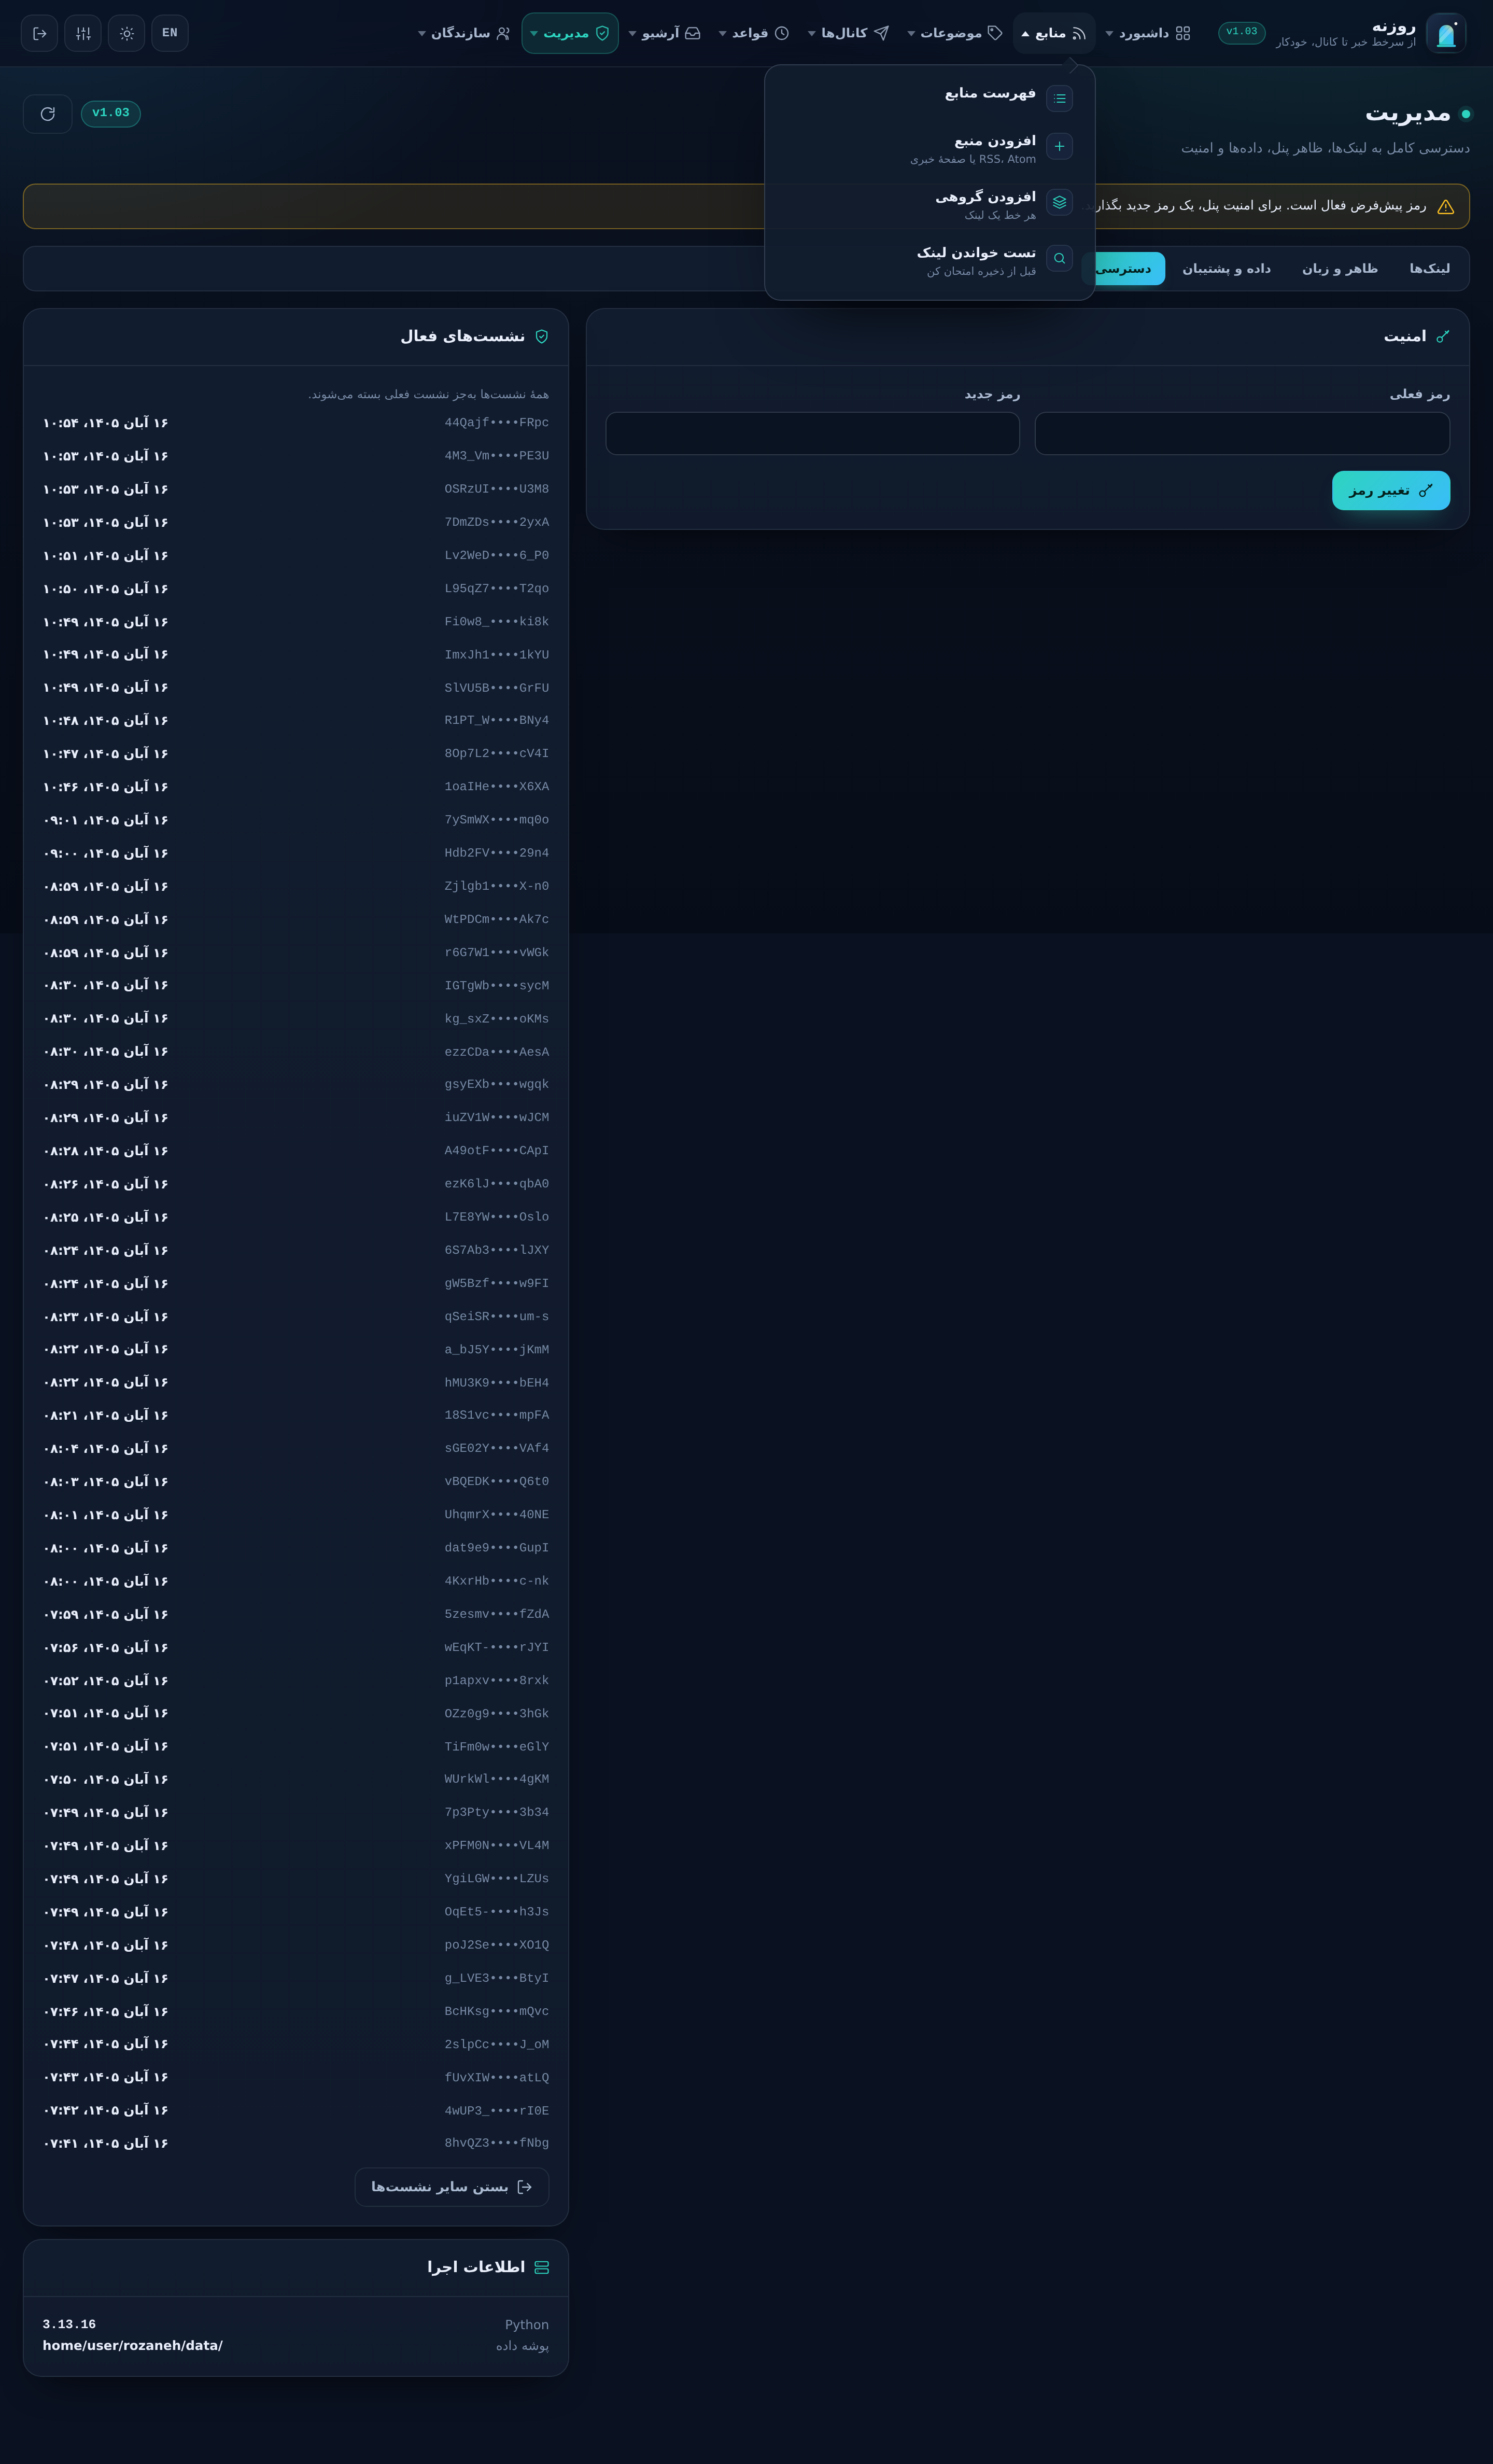 روزنه
از سرخط خبر تا کانال، خودکار
v1.03
داشبورد
منابع
موضوعات
کانال‌ها
قواعد
آرشیو
مدیریت
سازندگان
EN
فهرست منابع
افزودن منبع
RSS، Atom یا صفحهٔ خبری
افزودن گروهی
هر خط یک لینک
تست خواندن لینک
قبل از ذخیره امتحان کن
مدیریت
v1.03
دسترسی کامل به لینک‌ها، ظاهر پنل، داده‌ها و امنیت
رمز پیش‌فرض فعال است. برای امنیت پنل، یک رمز جدید بگذارید.
لینک‌ها
ظاهر و زبان
داده و پشتیبان
دسترسی
امنیت
رمز فعلی
رمز جدید
تغییر رمز
نشست‌های فعال
همهٔ نشست‌ها به‌جز نشست فعلی بسته می‌شوند.
44Qajf••••FRpc ۱۶ آبان ۱۴۰۵، ۱۰:۵۴
4M3_Vm••••PE3U ۱۶ آبان ۱۴۰۵، ۱۰:۵۳
OSRzUI••••U3M8 ۱۶ آبان ۱۴۰۵، ۱۰:۵۳
7DmZDs••••2yxA ۱۶ آبان ۱۴۰۵، ۱۰:۵۳
Lv2WeD••••6_P0 ۱۶ آبان ۱۴۰۵، ۱۰:۵۱
L95qZ7••••T2qo ۱۶ آبان ۱۴۰۵، ۱۰:۵۰
Fi0w8_••••ki8k ۱۶ آبان ۱۴۰۵، ۱۰:۴۹
ImxJh1••••1kYU ۱۶ آبان ۱۴۰۵، ۱۰:۴۹
SlVU5B••••GrFU ۱۶ آبان ۱۴۰۵، ۱۰:۴۹
R1PT_W••••BNy4 ۱۶ آبان ۱۴۰۵، ۱۰:۴۸
8Op7L2••••cV4I ۱۶ آبان ۱۴۰۵، ۱۰:۴۷
1oaIHe••••X6XA ۱۶ آبان ۱۴۰۵، ۱۰:۴۶
7ySmWX••••mq0o ۱۶ آبان ۱۴۰۵، ۰۹:۰۱
Hdb2FV••••29n4 ۱۶ آبان ۱۴۰۵، ۰۹:۰۰
Zjlgb1••••X-n0 ۱۶ آبان ۱۴۰۵، ۰۸:۵۹
WtPDCm••••Ak7c ۱۶ آبان ۱۴۰۵، ۰۸:۵۹
r6G7W1••••vWGk ۱۶ آبان ۱۴۰۵، ۰۸:۵۹
IGTgWb••••sycM ۱۶ آبان ۱۴۰۵، ۰۸:۳۰
kg_sxZ••••oKMs ۱۶ آبان ۱۴۰۵، ۰۸:۳۰
ezzCDa••••AesA ۱۶ آبان ۱۴۰۵، ۰۸:۳۰
gsyEXb••••wgqk ۱۶ آبان ۱۴۰۵، ۰۸:۲۹
iuZV1W••••wJCM ۱۶ آبان ۱۴۰۵، ۰۸:۲۹
A49otF••••CApI ۱۶ آبان ۱۴۰۵، ۰۸:۲۸
ezK6lJ••••qbA0 ۱۶ آبان ۱۴۰۵، ۰۸:۲۶
L7E8YW••••Oslo ۱۶ آبان ۱۴۰۵، ۰۸:۲۵
6S7Ab3••••lJXY ۱۶ آبان ۱۴۰۵، ۰۸:۲۴
gW5Bzf••••w9FI ۱۶ آبان ۱۴۰۵، ۰۸:۲۴
qSeiSR••••um-s ۱۶ آبان ۱۴۰۵، ۰۸:۲۳
a_bJ5Y••••jKmM ۱۶ آبان ۱۴۰۵، ۰۸:۲۲
hMU3K9••••bEH4 ۱۶ آبان ۱۴۰۵، ۰۸:۲۲
18S1vc••••mpFA ۱۶ آبان ۱۴۰۵، ۰۸:۲۱
sGE02Y••••VAf4 ۱۶ آبان ۱۴۰۵، ۰۸:۰۴
vBQEDK••••Q6t0 ۱۶ آبان ۱۴۰۵، ۰۸:۰۳
UhqmrX••••40NE ۱۶ آبان ۱۴۰۵، ۰۸:۰۱
dat9e9••••GupI ۱۶ آبان ۱۴۰۵، ۰۸:۰۰
4KxrHb••••c-nk ۱۶ آبان ۱۴۰۵، ۰۸:۰۰
5zesmv••••fZdA ۱۶ آبان ۱۴۰۵، ۰۷:۵۹
wEqKT-••••rJYI ۱۶ آبان ۱۴۰۵، ۰۷:۵۶
p1apxv••••8rxk ۱۶ آبان ۱۴۰۵، ۰۷:۵۲
OZz0g9••••3hGk ۱۶ آبان ۱۴۰۵، ۰۷:۵۱
TiFm0w••••eGlY ۱۶ آبان ۱۴۰۵، ۰۷:۵۱
WUrkWl••••4gKM ۱۶ آبان ۱۴۰۵، ۰۷:۵۰
7p3Pty••••3b34 ۱۶ آبان ۱۴۰۵، ۰۷:۴۹
xPFM0N••••VL4M ۱۶ آبان ۱۴۰۵، ۰۷:۴۹
YgiLGW••••LZUs ۱۶ آبان ۱۴۰۵، ۰۷:۴۹
OqEt5-••••h3Js ۱۶ آبان ۱۴۰۵، ۰۷:۴۹
poJ2Se••••XO1Q ۱۶ آبان ۱۴۰۵، ۰۷:۴۸
g_LVE3••••BtyI ۱۶ آبان ۱۴۰۵، ۰۷:۴۷
BcHKsg••••mQvc ۱۶ آبان ۱۴۰۵، ۰۷:۴۶
2slpCc••••J_oM ۱۶ آبان ۱۴۰۵، ۰۷:۴۴
fUvXIW••••atLQ ۱۶ آبان ۱۴۰۵، ۰۷:۴۳
4wUP3_••••rI0E ۱۶ آبان ۱۴۰۵، ۰۷:۴۲
8hvQZ3••••fNbg ۱۶ آبان ۱۴۰۵، ۰۷:۴۱
بستن سایر نشست‌ها
اطلاعات اجرا
Python 3.13.16
پوشه داده home/user/rozaneh/data/